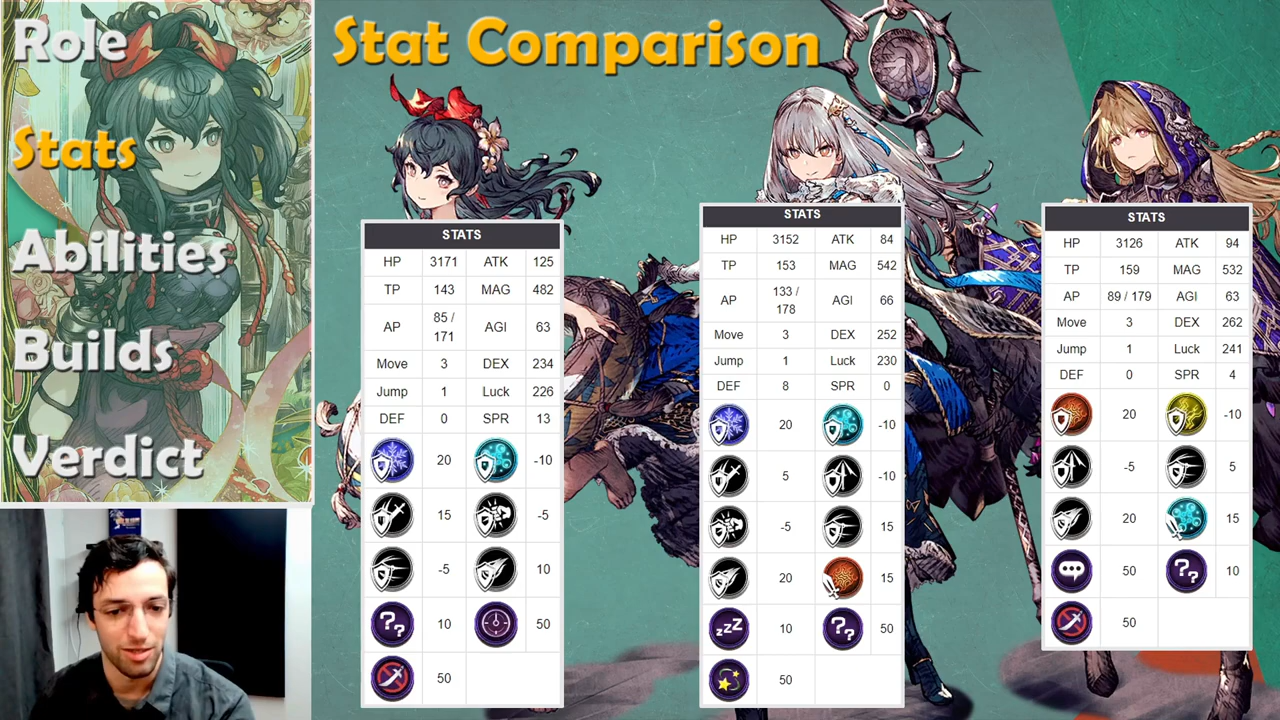 Role
Stats
Abilities
Builds
Verdict
Stat Comparison
STATS
HP 3171 ATK 125
TP 143 MAG 482
AP 85 / 171 AGI 63
Move 3 DEX 234
Jump 1 Luck 226
DEF 0 SPR 13
20 -10
15 -5
-5 10
?? 10 50
50
STATS
HP 3152 ATK 84
TP 153 MAG 542
AP 133 / 178 AGI 66
Move 3 DEX 252
Jump 1 Luck 230
DEF 8 SPR 0
20 -10
5 -10
-5 15
20 15
zzZ 10 ?? 50
50
STATS
HP 3126 ATK 94
TP 159 MAG 532
AP 89 / 179 AGI 63
Move 3 DEX 262
Jump 1 Luck 241
DEF 0 SPR 4
20 -10
-5 5
20 15
50 ?? 10
50